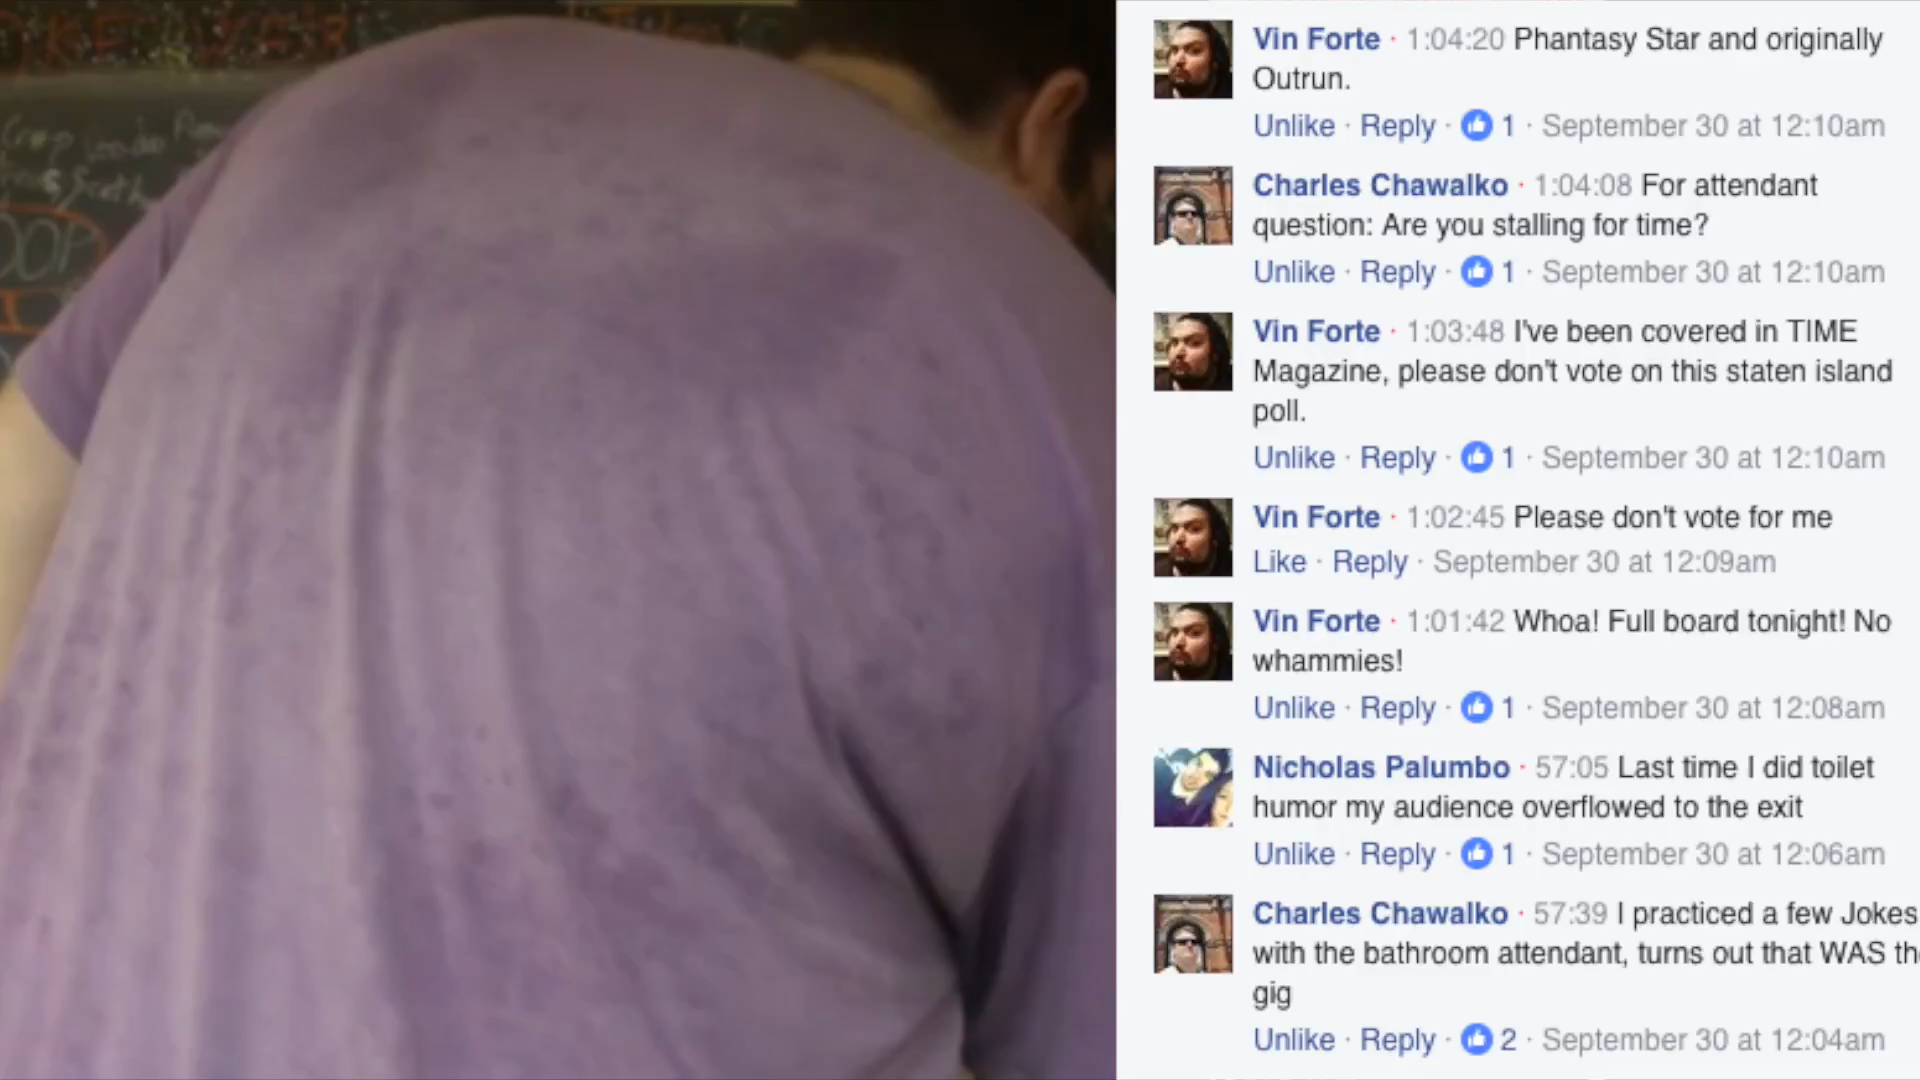 Vin Forte · 1:04:20 Phantasy Star and originally
Outrun.
Unlike · Reply · 1 · September 30 at 12:10am
Charles Chawalko · 1:04:08 For attendant
question: Are you stalling for time?
Unlike · Reply · 1 · September 30 at 12:10am
Vin Forte · 1:03:48 I've been covered in TIME
Magazine, please don't vote on this staten island
poll.
Unlike · Reply · 1 · September 30 at 12:10am
Vin Forte · 1:02:45 Please don't vote for me
Like · Reply · September 30 at 12:09am
Vin Forte · 1:01:42 Whoa! Full board tonight! No
whammies!
Unlike · Reply · 1 · September 30 at 12:08am
Nicholas Palumbo · 57:05 Last time I did toilet
humor my audience overflowed to the exit
Unlike · Reply · 1 · September 30 at 12:06am
Charles Chawalko · 57:39 I practiced a few Jokes
with the bathroom attendant, turns out that WAS th
gig
Unlike · Reply · 2 · September 30 at 12:04am